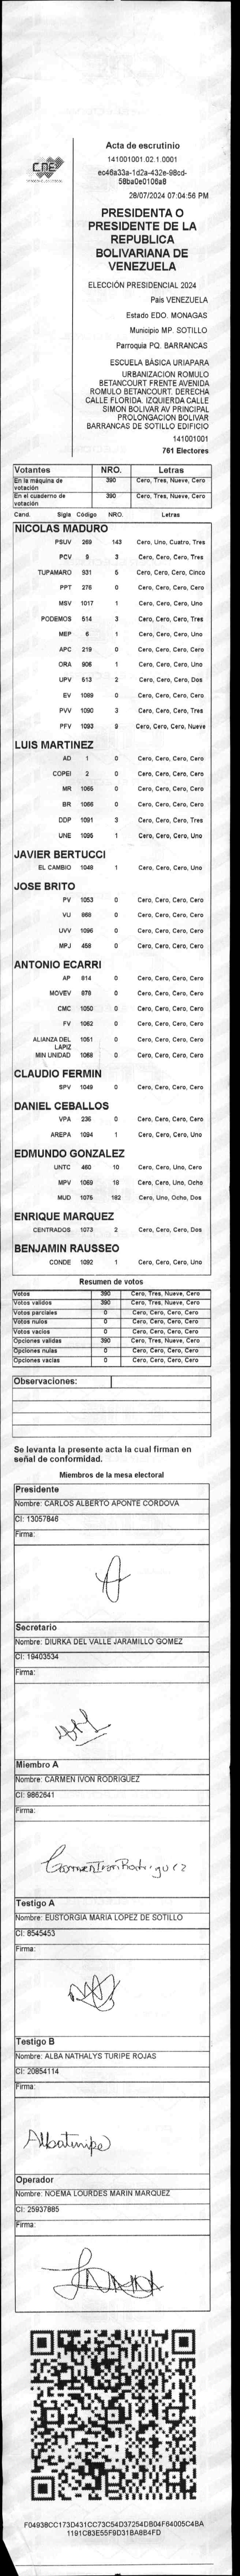 CNE
Acta de escrutinio
141001001.02.1.0001
ec46a33a-1d2a-432e-98cd-
58ba0e0106a8
28/07/2024 07:04:56 PM
PRESIDENTA O
PRESIDENTE DE LA
REPUBLICA
BOLIVARIANA DE
VENEZUELA
ELECCIÓN PRESIDENCIAL 2024
País VENEZUELA
Estado EDO. MONAGAS
Municipio MP. SOTILLO
Parroquia PQ. BARRANCAS
ESCUELA BÁSICA URIAPARA
URBANIZACION ROMULO
BETANCOURT FRENTE AVENIDA
ROMULO BETANCOURT. DERECHA
CALLE FLORIDA. IZQUIERDA CALLE
SIMON BOLIVAR AV PRINCIPAL
PROLONGACION BOLIVAR
BARRANCAS DE SOTILLO EDIFICIO
141001001
761 Electores
Votantes NRO. Letras
En la máquina de votación 390 Cero, Tres, Nueve, Cero
En el cuaderno de votación 390 Cero, Tres, Nueve, Cero
Cand. Sigla Código NRO. Letras
NICOLAS MADURO
PSUV 269 143 Cero, Uno, Cuatro, Tres
PCV 9 3 Cero, Cero, Cero, Tres
TUPAMARO 931 5 Cero, Cero, Cero, Cinco
PPT 276 0 Cero, Cero, Cero, Cero
MSV 1017 1 Cero, Cero, Cero, Uno
PODEMOS 514 3 Cero, Cero, Cero, Tres
MEP 6 1 Cero, Cero, Cero, Uno
APC 219 0 Cero, Cero, Cero, Cero
ORA 906 1 Cero, Cero, Cero, Uno
UPV 513 2 Cero, Cero, Cero, Dos
EV 1089 0 Cero, Cero, Cero, Cero
PVV 1090 3 Cero, Cero, Cero, Tres
PFV 1093 9 Cero, Cero, Cero, Nueve
LUIS MARTINEZ
AD 1 0 Cero, Cero, Cero, Cero
COPEI 2 0 Cero, Cero, Cero, Cero
MR 1065 0 Cero, Cero, Cero, Cero
BR 1066 0 Cero, Cero, Cero, Cero
DDP 1091 3 Cero, Cero, Cero, Tres
UNE 1095 1 Cero, Cero, Cero, Uno
JAVIER BERTUCCI
EL CAMBIO 1048 1 Cero, Cero, Cero, Uno
JOSE BRITO
PV 1053 0 Cero, Cero, Cero, Cero
VU 868 0 Cero, Cero, Cero, Cero
UVV 1096 0 Cero, Cero, Cero, Cero
MPJ 458 0 Cero, Cero, Cero, Cero
ANTONIO ECARRI
AP 814 0 Cero, Cero, Cero, Cero
MOVEV 979 0 Cero, Cero, Cero, Cero
CMC 1050 0 Cero, Cero, Cero, Cero
FV 1062 0 Cero, Cero, Cero, Cero
ALIANZA DEL LAPIZ 1051 0 Cero, Cero, Cero, Cero
MIN UNIDAD 1068 0 Cero, Cero, Cero, Cero
CLAUDIO FERMIN
SPV 1049 0 Cero, Cero, Cero, Cero
DANIEL CEBALLOS
VPA 236 0 Cero, Cero, Cero, Cero
AREPA 1094 1 Cero, Cero, Cero, Uno
EDMUNDO GONZALEZ
UNTC 460 10 Cero, Cero, Uno, Cero
MPV 1069 18 Cero, Cero, Uno, Ocho
MUD 1075 182 Cero, Uno, Ocho, Dos
ENRIQUE MARQUEZ
CENTRADOS 1073 2 Cero, Cero, Cero, Dos
BENJAMIN RAUSSEO
CONDE 1092 1 Cero, Cero, Cero, Uno
Resumen de votos
Votos 390 Cero, Tres, Nueve, Cero
Votos validos 390 Cero, Tres, Nueve, Cero
Votos parciales 0 Cero, Cero, Cero, Cero
Votos nulos 0 Cero, Cero, Cero, Cero
Votos vacios 0 Cero, Cero, Cero, Cero
Opciones validas 390 Cero, Tres, Nueve, Cero
Opciones nulas 0 Cero, Cero, Cero, Cero
Opciones vacias 0 Cero, Cero, Cero, Cero
Observaciones:
Se levanta la presente acta la cual firman en
señal de conformidad.
Miembros de la mesa electoral
Presidente
Nombre: CARLOS ALBERTO APONTE CORDOVA
CI: 13057846
Firma:
Secretario
Nombre: DIURKA DEL VALLE JARAMILLO GOMEZ
CI: 19403534
Firma:
Miembro A
Nombre: CARMEN IVON RODRIGUEZ
CI: 9862641
Firma:
Carmen Ivon Rodriguez
Testigo A
Nombre: EUSTORGIA MARIA LOPEZ DE SOTILLO
CI: 8545453
Firma:
Testigo B
Nombre: ALBA NATHALYS TURIPE ROJAS
CI: 20854114
Firma:
Albaturipe
Operador
Nombre: NOEMA LOURDES MARIN MARQUEZ
CI: 25937885
Firma:
F04938CC173D431CC73C54D37254DB04F64005C4BA
1191C83E55F9D31BA8B4FD